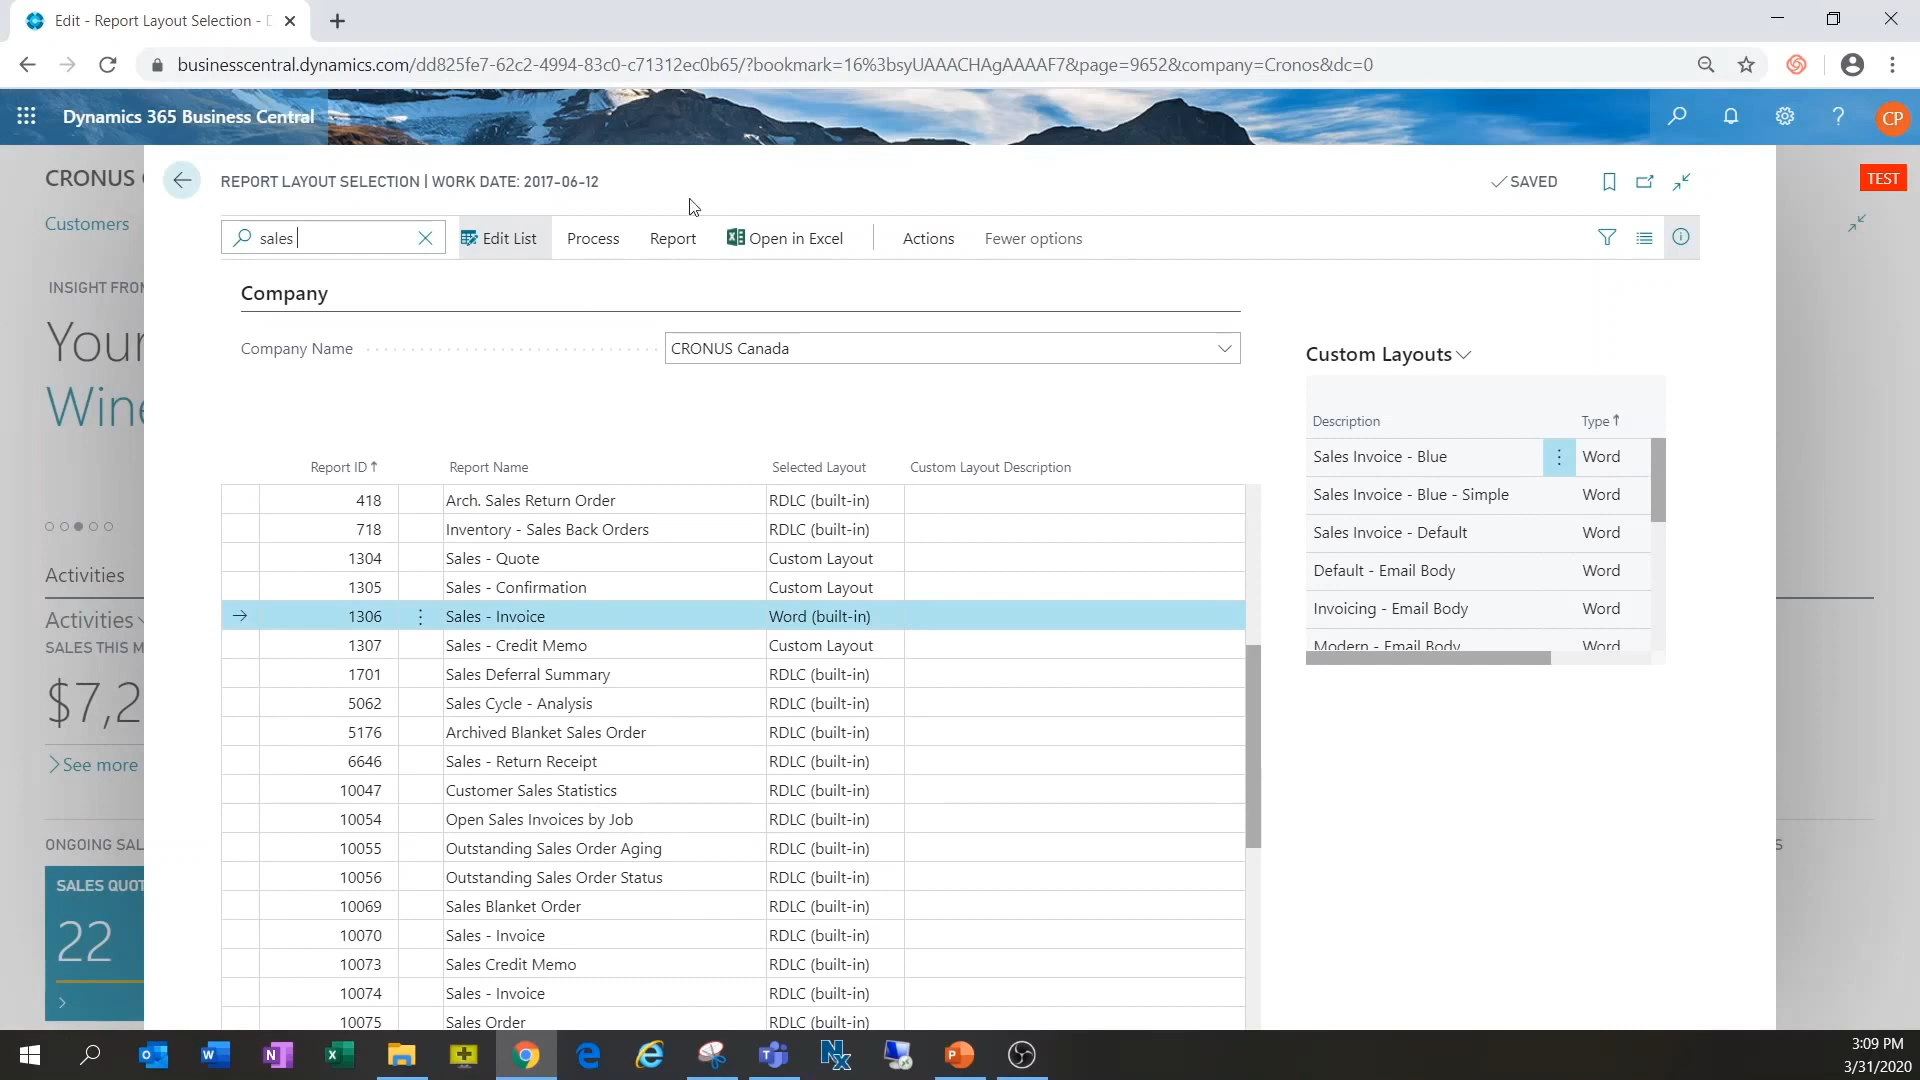 Edit - Report Layout Selection - D
businesscentral.dynamics.com/dd825fe7-62c2-4994-83c0-c71312ec0b65/?bookmark=16%3bsyUAAACHAgAAAAF7&page=9652&company=Cronos&dc=0
Dynamics 365 Business Central
?
CP
CRONUS
REPORT LAYOUT SELECTION | WORK DATE: 2017-06-12
SAVED
TEST
Customers
sales
Edit List
Process
Report
Open in Excel
Actions
Fewer options
INSIGHT FROM
Company
Your
Company Name
CRONUS Canada
Custom Layouts
Wine
Description Type
Sales Invoice - Blue Word
Sales Invoice - Blue - Simple Word
Sales Invoice - Default Word
Default - Email Body Word
Invoicing - Email Body Word
Modern - Email Body Word
Report ID Report Name Selected Layout Custom Layout Description
418 Arch. Sales Return Order RDLC (built-in)
718 Inventory - Sales Back Orders RDLC (built-in)
1304 Sales - Quote Custom Layout
1305 Sales - Confirmation Custom Layout
1306 Sales - Invoice Word (built-in)
1307 Sales - Credit Memo Custom Layout
1701 Sales Deferral Summary RDLC (built-in)
5062 Sales Cycle - Analysis RDLC (built-in)
5176 Archived Blanket Sales Order RDLC (built-in)
6646 Sales - Return Receipt RDLC (built-in)
10047 Customer Sales Statistics RDLC (built-in)
10054 Open Sales Invoices by Job RDLC (built-in)
10055 Outstanding Sales Order Aging RDLC (built-in)
10056 Outstanding Sales Order Status RDLC (built-in)
10069 Sales Blanket Order RDLC (built-in)
10070 Sales - Invoice RDLC (built-in)
10073 Sales Credit Memo RDLC (built-in)
10074 Sales - Invoice RDLC (built-in)
10075 Sales Order RDLC (built-in)
Activities
Activities
SALES THIS M
$7,2
See more
ONGOING SAL
S
SALES QUOT
22
3:09 PM
3/31/2020